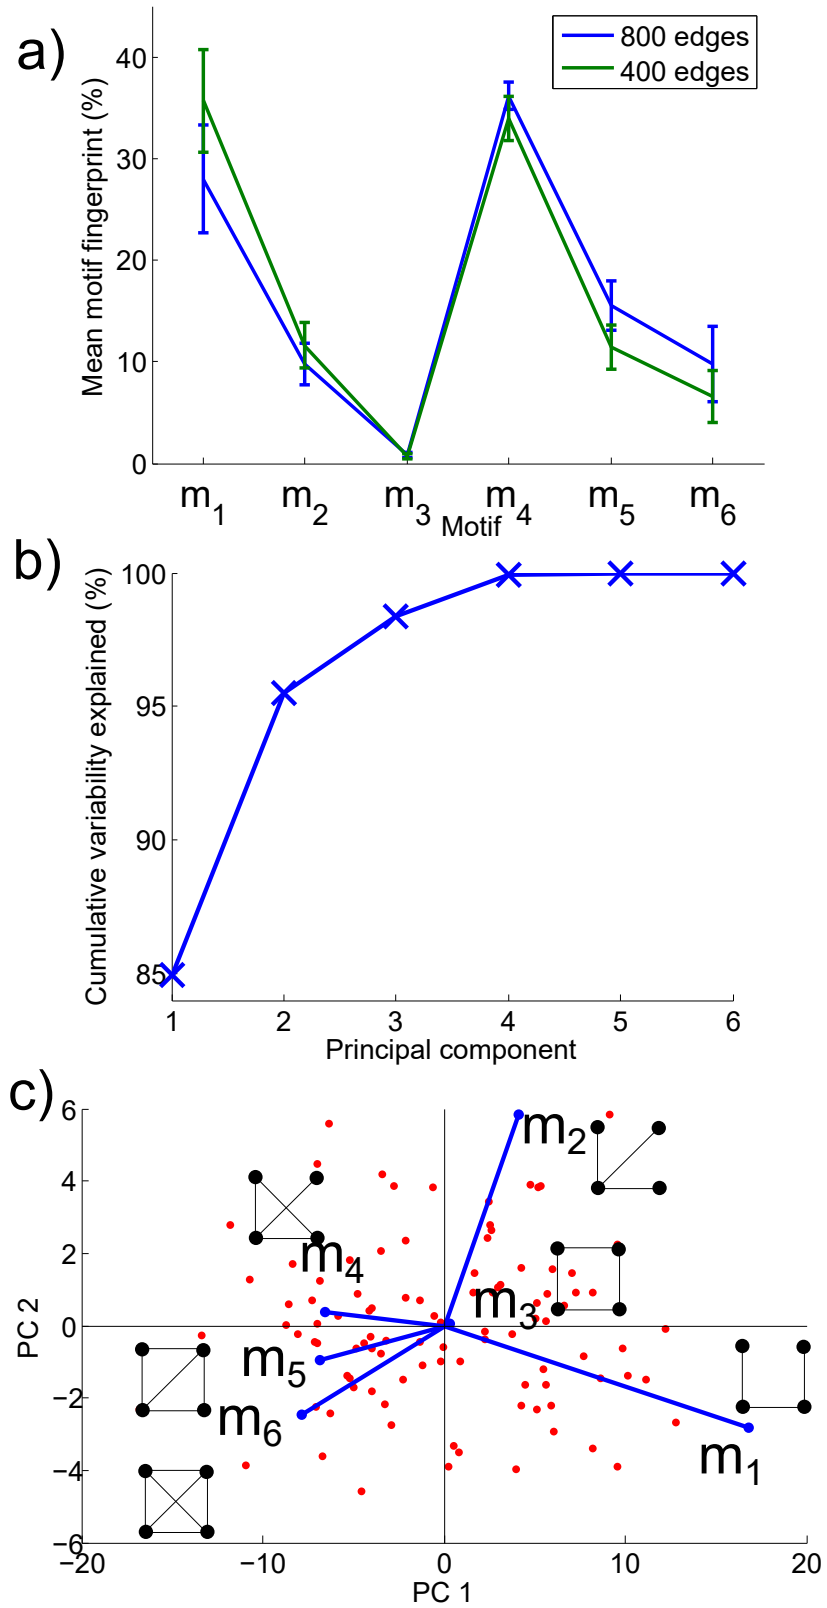 a)
800 edges
400 edges
Mean motif fingerprint (%)
40
30
20
10
0
m1 m2 m3 m4 m5 m6
Motif
b)
Cumulative variability explained (%)
100
95
90
85
1 2 3 4 5 6
Principal component
c)
PC 2
6
4
2
0
−2
−4
−6
m2
m4
m3
m5
m6
m1
−20 −10 0 10 20
PC 1